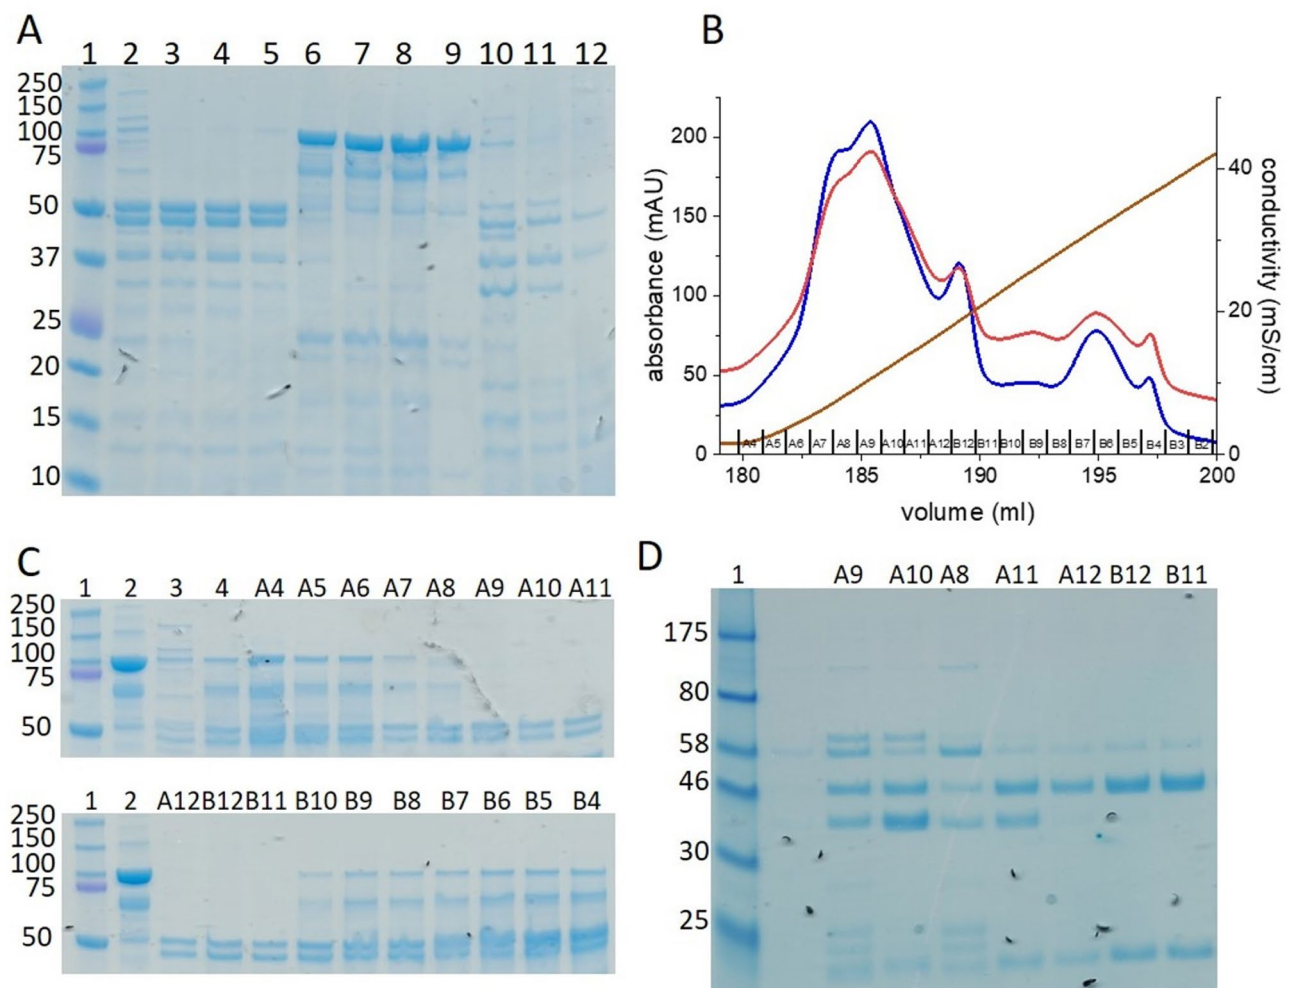 A
1 2 3 4 5 6 7 8 9 10 11 12
250
150
100
75
50
37
25
20
15
10
B
absorbance (mAU)
200
150
100
50
0
conductivity (mS/cm)
40
20
0
A4 A5 A6 A7 A8 A9 A10 A11 A12 B12 B11 B10 B9 B8 B7 B6 B5 B4 B3 B2
180 185 190 195 200
volume (ml)
C
1 2 3 4 A4 A5 A6 A7 A8 A9 A10 A11
250
150
100
75
50
1 2 A12 B12 B11 B10 B9 B8 B7 B6 B5 B4
250
150
100
75
50
D
1 A9 A10 A8 A11 A12 B12 B11
175
80
58
46
30
25